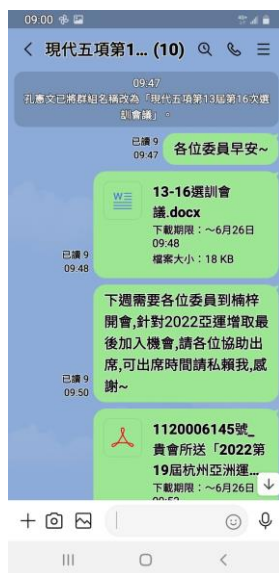 09:00
現代五項第1... (10)
09:47
孔憲文已將群組名稱改為「現代五項第13屆第16次選
訓會議」。
已讀 9
09:47
各位委員早安~
13-16選訓會
議.docx
下載期限：~6月26日
09:48
檔案大小：18 KB
已讀 9
09:48
下週需要各位委員到楠梓
開會,針對2022亞運增取最
後加入機會,請各位協助出
席,可出席時間請私賴我,感
謝~
已讀 9
09:50
1120006145號_
貴會所送「2022第
19屆杭州亞洲運...
下載期限：~6月26日
09:52